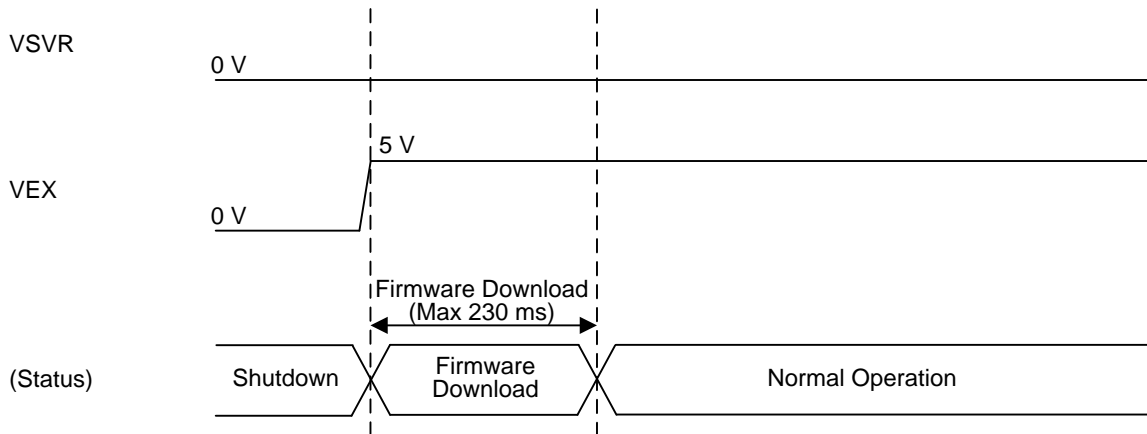 VSVR
0 V
5 V
VEX
0 V
Firmware Download
(Max 230 ms)
(Status)
Shutdown
Firmware
Download
Normal Operation